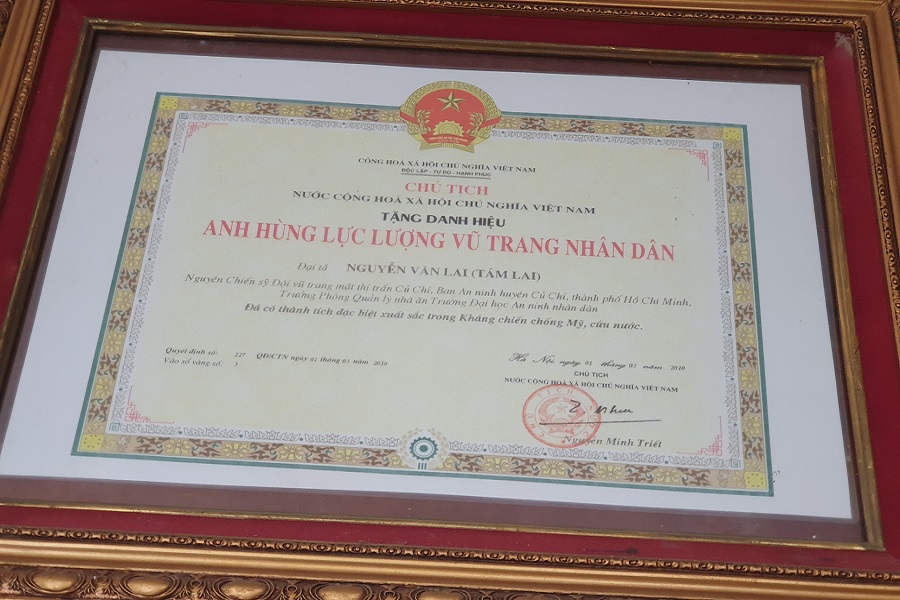 CỘNG HOÀ XÃ HỘI CHỦ NGHĨA VIỆT NAM
ĐỘC LẬP - TỰ DO - HẠNH PHÚC
CHỦ TỊCH
NƯỚC CỘNG HOÀ XÃ HỘI CHỦ NGHĨA VIỆT NAM
TẶNG DANH HIỆU
ANH HÙNG LỰC LƯỢNG VŨ TRANG NHÂN DÂN
Đại tá NGUYỄN VĂN LAI (TÁM LAI)
Nguyên Chiến sỹ Đội vũ trang mật thị trấn Củ Chi, Ban An ninh huyện Củ Chi, thành phố Hồ Chí Minh,
Trưởng Phòng Quản lý nhà ăn Trường Đại học An ninh nhân dân
Đã có thành tích đặc biệt xuất sắc trong Kháng chiến chống Mỹ, cứu nước.
Quyết định số: 227 QĐ/CTN ngày 01 tháng 03 năm 2010
Vào sổ vàng số: 3
Hà Nội, ngày 01 tháng 03 năm 2010
CHỦ TỊCH
NƯỚC CỘNG HOÀ XÃ HỘI CHỦ NGHĨA VIỆT NAM
Nguyễn Minh Triết